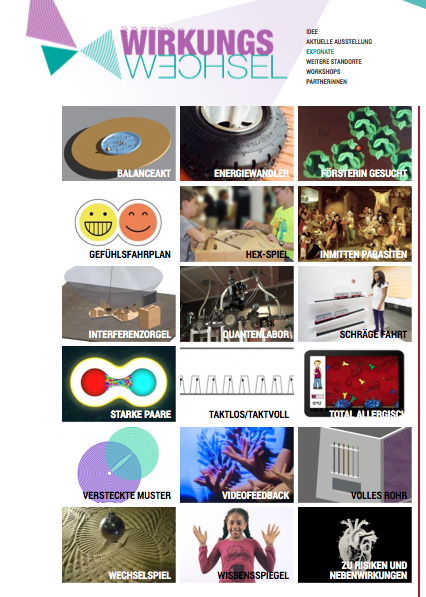 WIRKUNGS
WECHSEL
IDEE
AKTUELLE AUSSTELLUNG
EXPONATE
WEITERE STANDORTE
WORKSHOPS
PARTNERINNEN
BALANCEAKT
ENERGIEWANDLER
FÖRSTERIN GESUCHT
GEFÜHLSFAHRPLAN
HEX-SPIEL
INMITTEN PARASITEN
INTERFERENZORGEL
QUANTENLABOR
SCHRÄGE FAHRT
STARKE PAARE
TAKTLOS/TAKTVOLL
TOTAL ALLERGISCH
VERSTECKTE MUSTER
VIDEOFEEDBACK
VOLLES ROHR
WECHSELSPIEL
WISSENSSPIEGEL
ZU RISIKEN UND
NEBENWIRKUNGEN